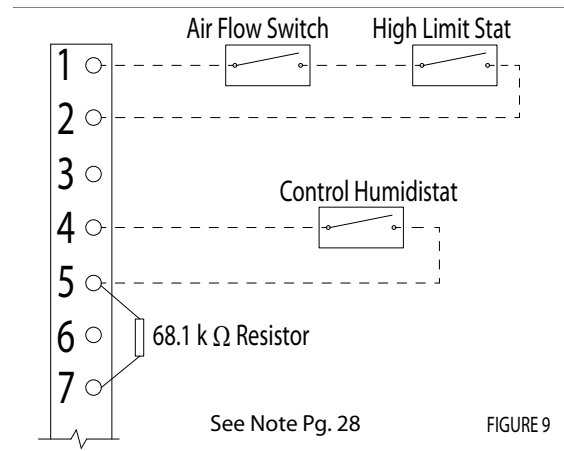 Air Flow Switch High Limit Stat
1
2
3
Control Humidistat
4
5
6 68.1 k Ω Resistor
7
See Note Pg. 28 FIGURE 9